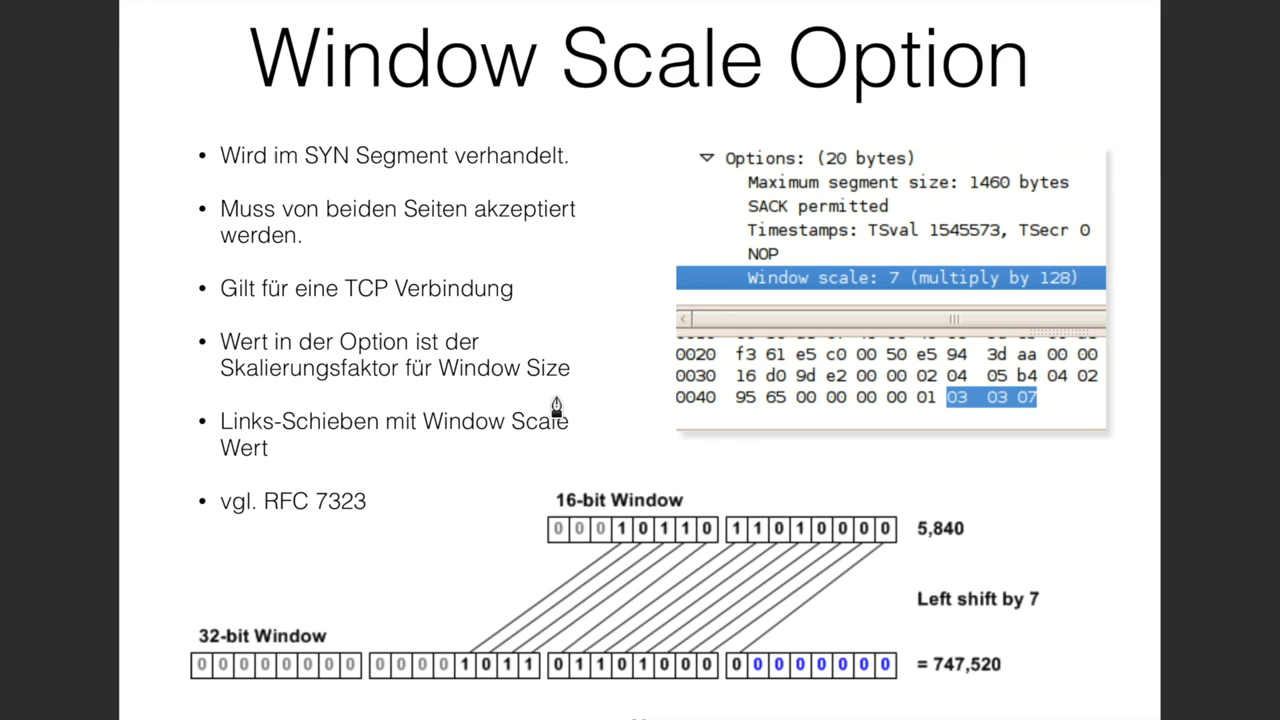 Window Scale Option
• Wird im SYN Segment verhandelt.
• Muss von beiden Seiten akzeptiert
werden.
• Gilt für eine TCP Verbindung
• Wert in der Option ist der
Skalierungsfaktor für Window Size
• Links-Schieben mit Window Scale
Wert
• vgl. RFC 7323
Options: (20 bytes)
Maximum segment size: 1460 bytes
SACK permitted
Timestamps: TSval 1545573, TSecr 0
NOP
Window scale: 7 (multiply by 128)
0020 f3 61 e5 c0 00 50 e5 94 3d aa 00 00
0030 16 d0 9d e2 00 00 02 04 05 b4 04 02
0040 95 65 00 00 00 00 01 03 03 07
16-bit Window
0 0 0 1 0 1 1 0 1 1 0 1 0 0 0 0 5,840
Left shift by 7
32-bit Window
0 0 0 0 0 0 0 0 0 0 0 0 1 0 1 1 0 1 1 0 1 0 0 0 0 0 0 0 0 0 0 0 = 747,520